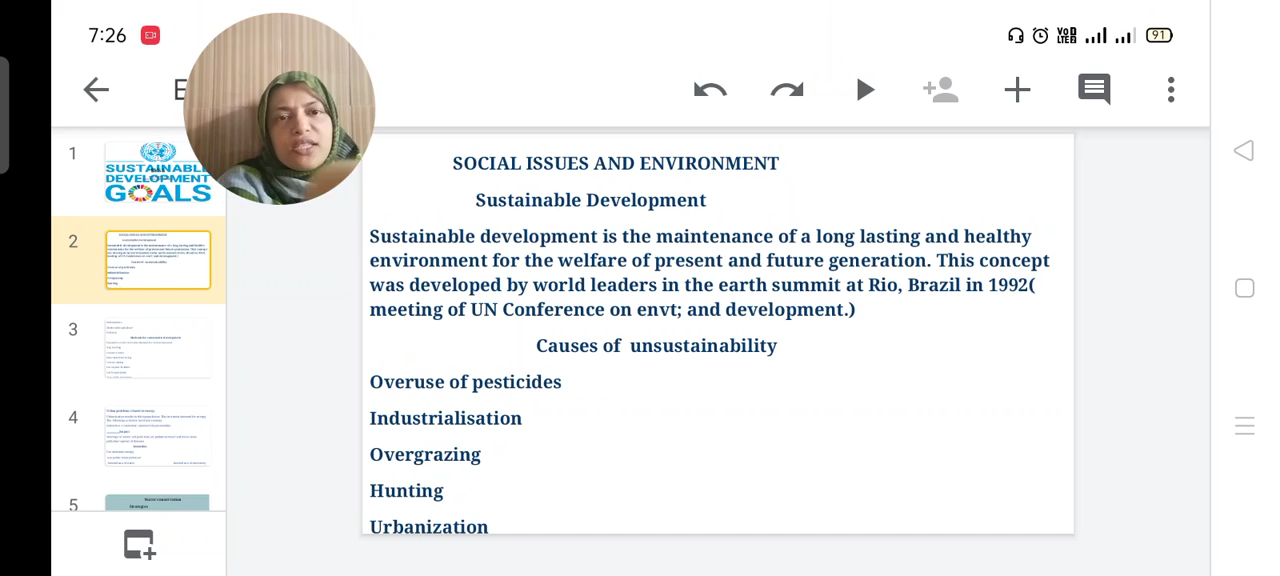 7:26
VoD LTE2
91
E
1
SUSTAINABLE
DEVELOPMENT
GOALS
2
3
4
5
SOCIAL ISSUES AND ENVIRONMENT
Sustainable Development
Sustainable development is the maintenance of a long lasting and healthy
environment for the welfare of present and future generation. This concept
was developed by world leaders in the earth summit at Rio, Brazil in 1992(
meeting of UN Conference on envt; and development.)
Causes of unsustainability
Overuse of pesticides
Industrialisation
Overgrazing
Hunting
Urbanization